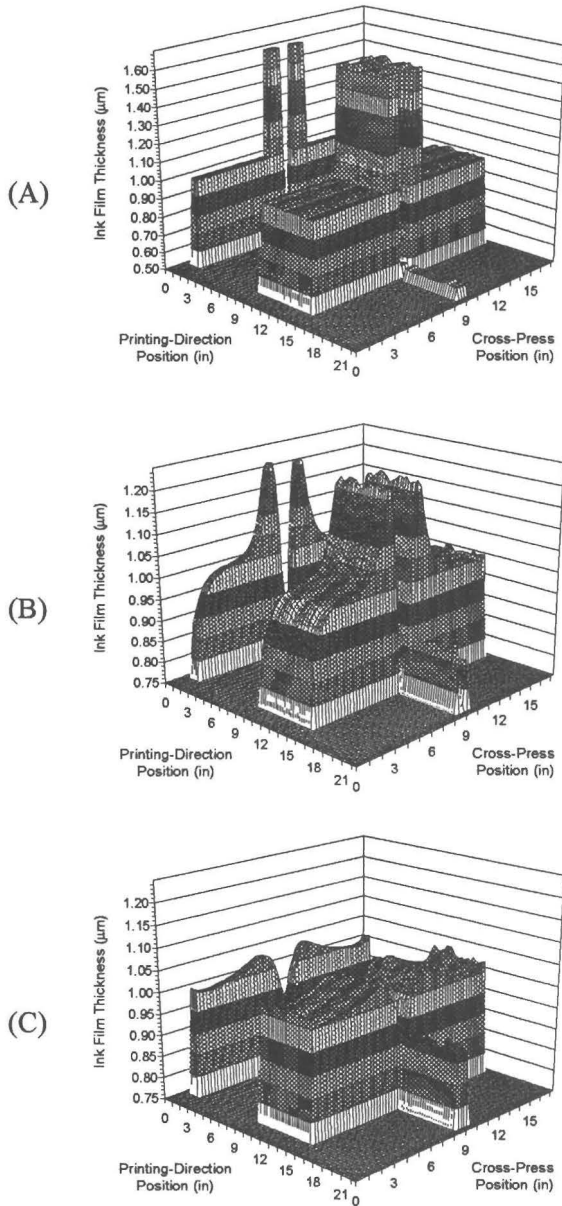 (A)
Ink Film Thickness (µm)
1.60
1.50
1.40
1.30
1.20
1.10
1.00
0.90
0.80
0.70
0.60
0.50
0 3 6 9 12 15 18 21
Printing-Direction
Position (in)
0 3 6 9 12 15
Cross-Press
Position (in)
(B)
Ink Film Thickness (µm)
1.20
1.15
1.10
1.05
1.00
0.95
0.90
0.85
0.80
0.75
0 3 6 9 12 15 18 21
Printing-Direction
Position (in)
0 3 6 9 12 15
Cross-Press
Position (in)
(C)
Ink Film Thickness (µm)
1.20
1.15
1.10
1.05
1.00
0.95
0.90
0.85
0.80
0.75
0 3 6 9 12 15 18 21
Printing-Direction
Position (in)
0 3 6 9 12 15
Cross-Press
Position (in)